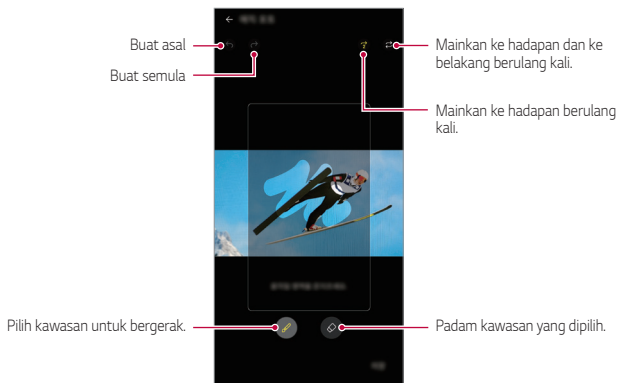 Buat asal
Buat semula
Mainkan ke hadapan dan ke
belakang berulang kali.
Mainkan ke hadapan berulang
kali.
Pilih kawasan untuk bergerak.
Padam kawasan yang dipilih.